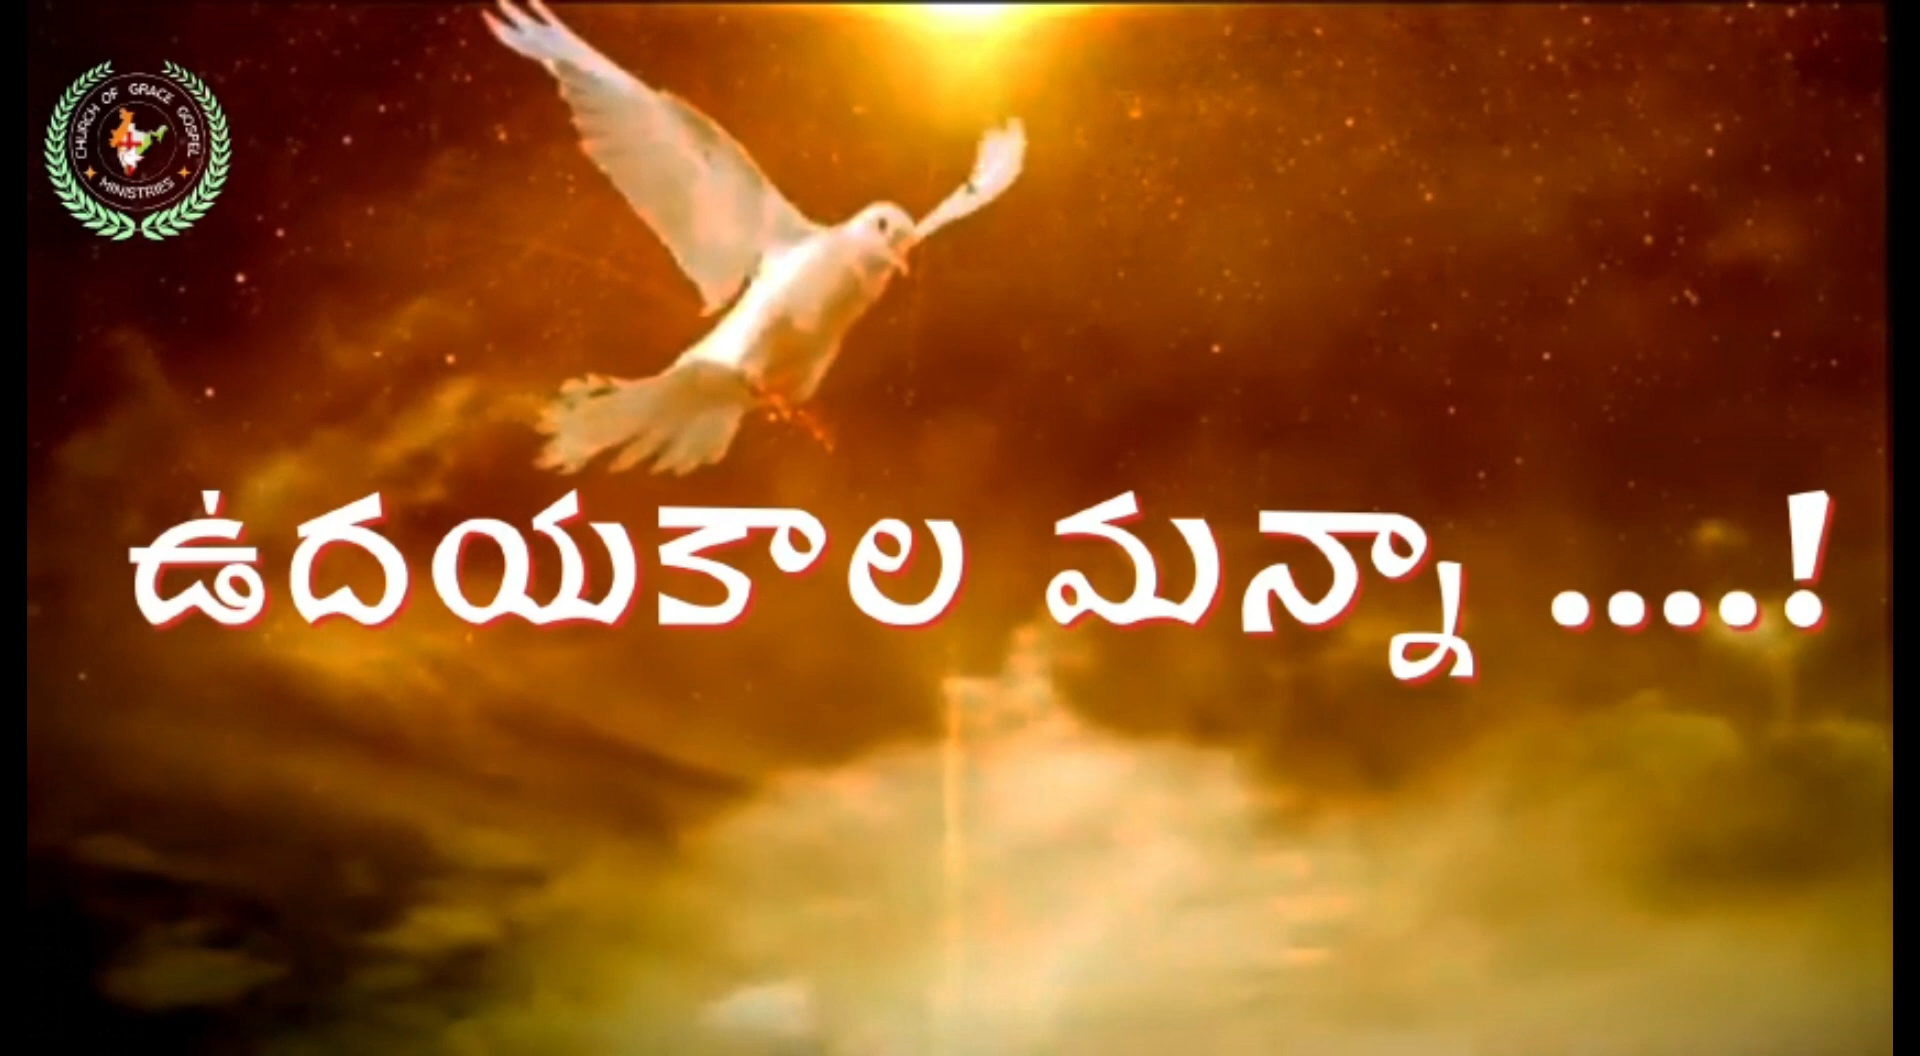 CHURCH OF GRACE GOSPEL
MINISTRIES
ఉదయకాల మన్నా ....!